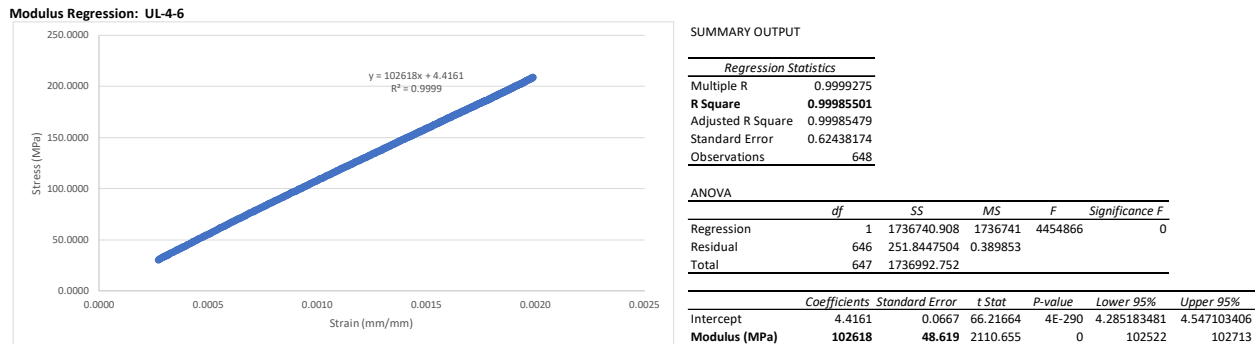 Modulus Regression: UL-4-6
250.0000
200.0000
150.0000
100.0000
50.0000
0.0000
Stress (MPa)
y = 102618x + 4.4161
R² = 0.9999
0.0000 0.0005 0.0010 0.0015 0.0020 0.0025
Strain (mm/mm)
SUMMARY OUTPUT
Regression Statistics
Multiple R 0.9999275
R Square 0.99985501
Adjusted R Square 0.99985479
Standard Error 0.62438174
Observations 648
ANOVA
df SS MS F Significance F
Regression 1 1736740.908 1736741 4454866 0
Residual 646 251.8447504 0.389853
Total 647 1736992.752
Coefficients Standard Error t Stat P-value Lower 95% Upper 95%
Intercept 4.4161 0.0667 66.21664 4E-290 4.285183481 4.547103406
Modulus (MPa) 102618 48.619 2110.655 0 102522 102713